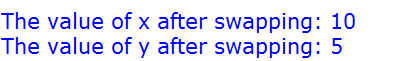 The value of x after swapping: 10
The value of y after swapping: 5